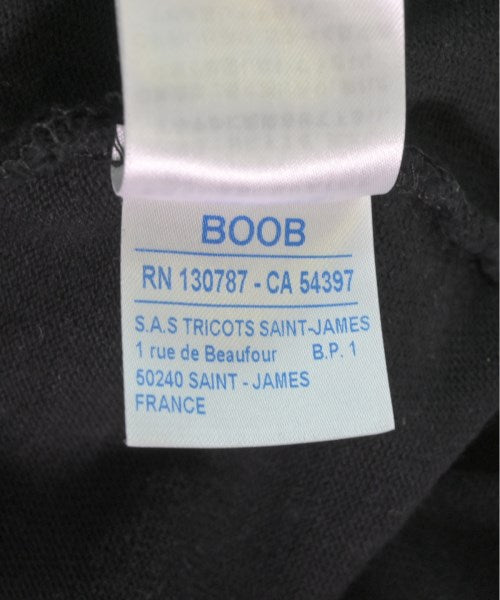 BOOB
RN 130787 - CA 54397
S.A.S TRICOTS SAINT-JAMES
1 rue de Beaufour B.P. 1
50240 SAINT - JAMES
FRANCE